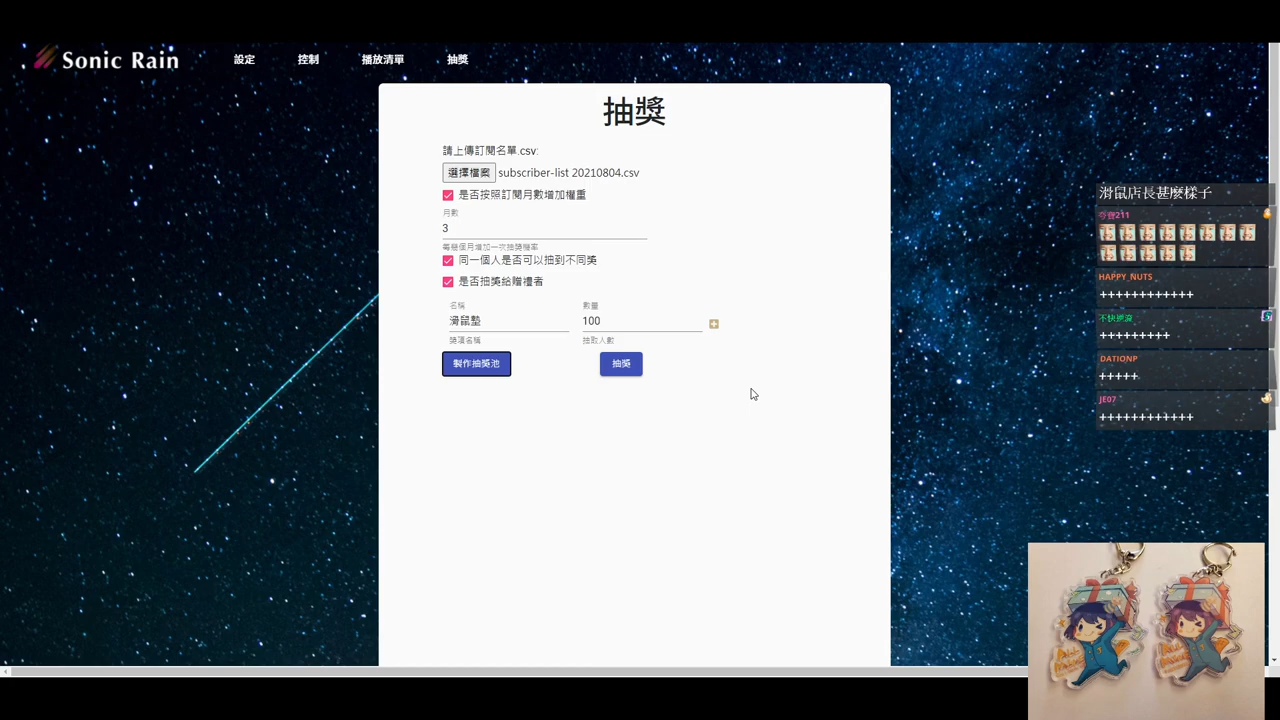 Sonic Rain
設定
控制
播放清單
抽獎
抽獎
請上傳訂閱名單.csv:
選擇檔案 subscriber-list 20210804.csv
是否按照訂閱月數增加權重
月數
3
每幾個月增加一次抽獎機率
同一個人是否可以抽到不同獎
是否抽獎給贈禮者
名稱
數量
滑鼠墊
100
獎項名稱
抽取人數
製作抽獎池
抽獎
滑鼠店長甚麼樣子
HAPPY_NUTS
++++++++++++
不快逆滾
+++++++++
DATIONP
+++++
JE07
++++++++++++